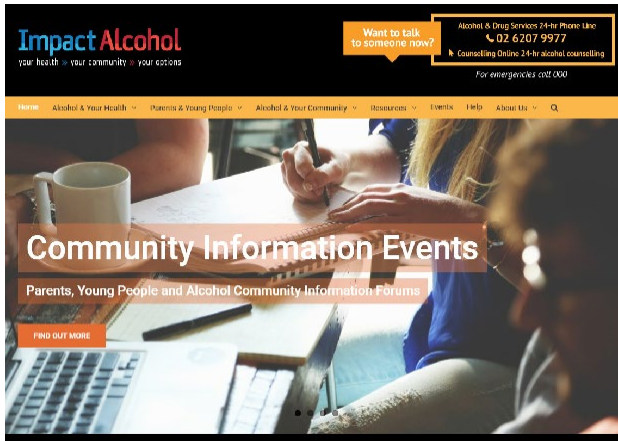 Impact Alcohol
your health » your community » your options
Want to talk
to someone now?
Alcohol & Drug Services 24-hr Phone Line
02 6207 9977
Counselling Online 24-hr alcohol counselling
For emergencies call 000
Home Alcohol & Your Health Parents & Young People Alcohol & Your Community Resources Events Help About Us
Community Information Events
Parents, Young People and Alcohol Community Information Forums
FIND OUT MORE